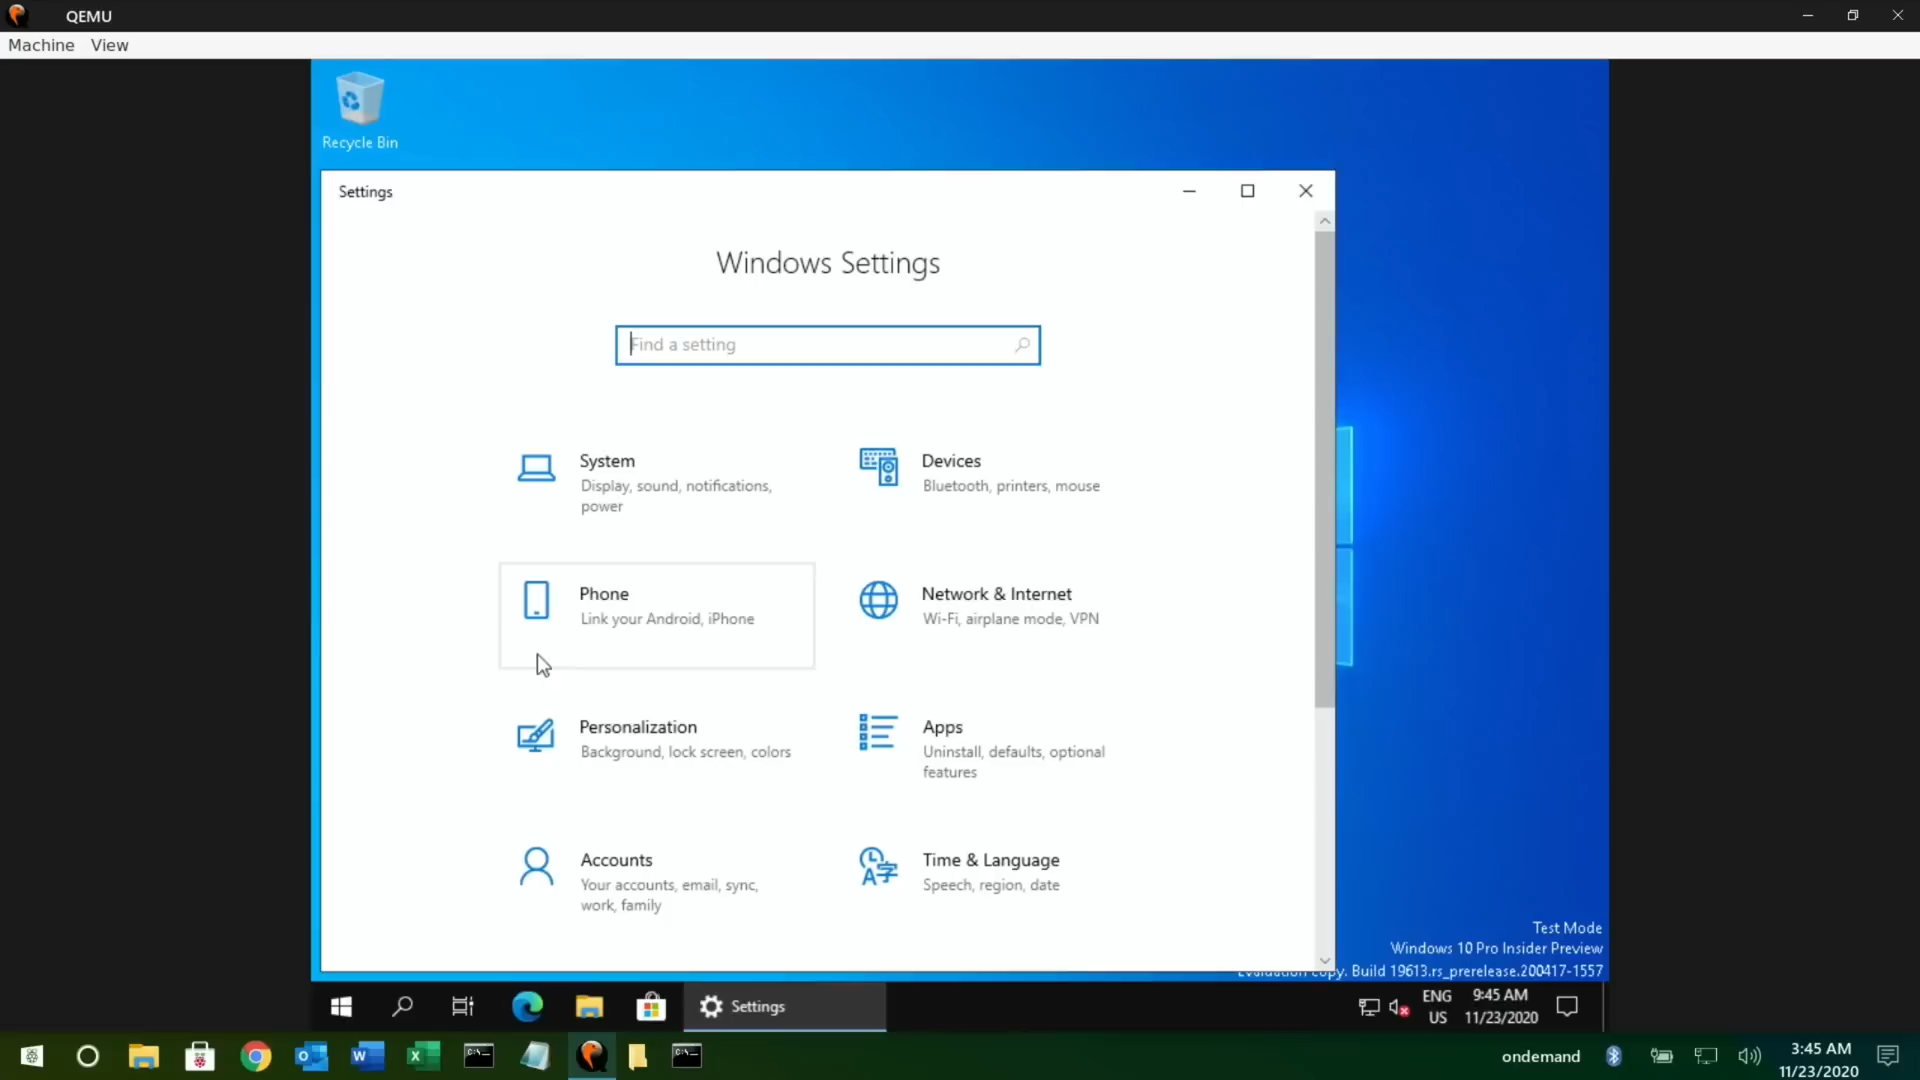 QEMU
Machine View
Recycle Bin
Settings
Windows Settings
Find a setting
System
Display, sound, notifications,
power
Devices
Bluetooth, printers, mouse
Phone
Link your Android, iPhone
Network & Internet
Wi-Fi, airplane mode, VPN
Personalization
Background, lock screen, colors
Apps
Uninstall, defaults, optional
features
Accounts
Your accounts, email, sync,
work, family
Time & Language
Speech, region, date
Test Mode
Windows 10 Pro Insider Preview
Evaluation copy. Build 19613.rs_prerelease.200417-1557
Settings
ENG
US
9:45 AM
11/23/2020
ondemand
3:45 AM
11/23/2020